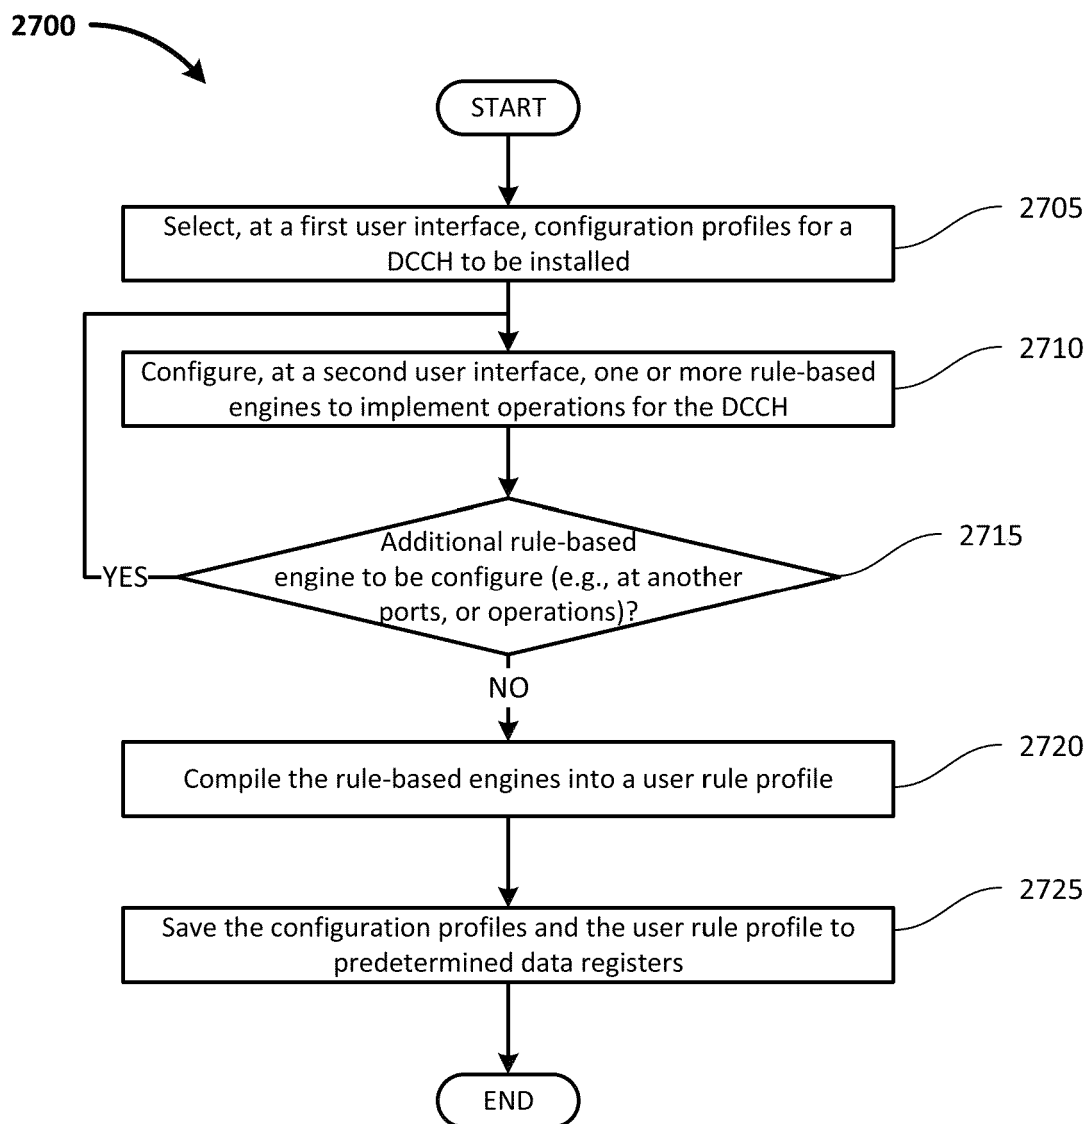 2700
START
Select, at a first user interface, configuration profiles for a
DCCH to be installed
2705
Configure, at a second user interface, one or more rule-based
engines to implement operations for the DCCH
2710
Additional rule-based
engine to be configure (e.g., at another
ports, or operations)?
2715
YES
NO
Compile the rule-based engines into a user rule profile
2720
Save the configuration profiles and the user rule profile to
predetermined data registers
2725
END